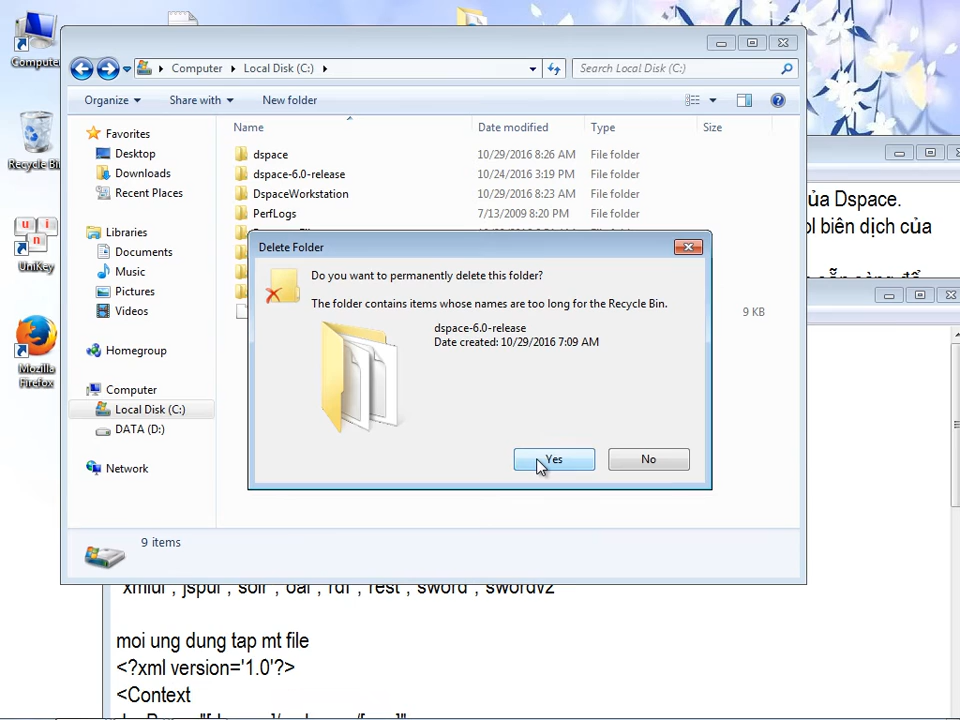 Computer
Computer Local Disk (C:)
Search Local Disk (C:)
Organize Share with New folder
Name Date modified Type Size
Favorites
Desktop
Downloads
Recent Places
Libraries
Documents
Music
Pictures
Videos
Homegroup
Computer
Local Disk (C:)
DATA (D:)
Network
dspace 10/29/2016 8:26 AM File folder
dspace-6.0-release 10/24/2016 3:19 PM File folder
DspaceWorkstation 10/29/2016 8:23 AM File folder
PerfLogs 7/13/2009 8:20 PM File folder
9 KB
Delete Folder
Do you want to permanently delete this folder?
The folder contains items whose names are too long for the Recycle Bin.
dspace-6.0-release
Date created: 10/29/2016 7:09 AM
Yes No
9 items
Recycle Bin
UniKey
Mozilla
Firefox
của Dspace.
biên dịch của
moi ung dung tap mt file
<?xml version='1.0'?>
<Context